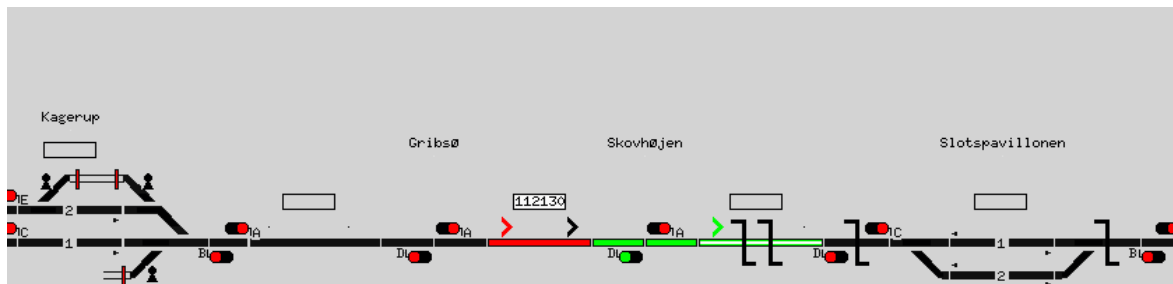 Kagerup
Gribsø
Skovhøjen
Slotspavillonen
112130
E
2
C
A
A
A
C
1
1
2